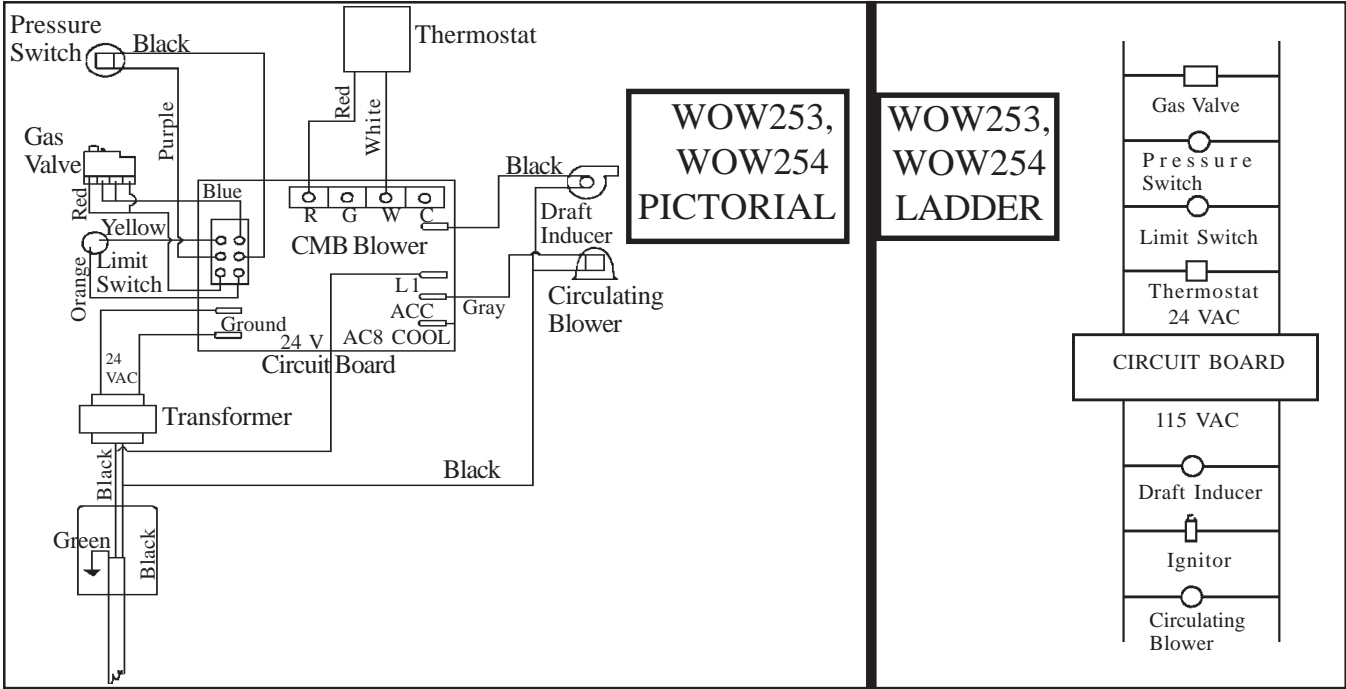 Pressure
Switch
Black
Thermostat
Red
White
Purple
Gas
Valve
Red
Blue
Yellow
Limit
Switch
Orange
R G W C
CMB Blower
L1
ACC
AC8 COOL
Ground
24 V
Circuit Board
Black
Draft
Inducer
Gray
Circulating
Blower
24
VAC
Transformer
Black
Black
Green
Black
WOW253,
WOW254
PICTORIAL
WOW253,
WOW254
LADDER
Gas Valve
Pressure
Switch
Limit Switch
Thermostat
24 VAC
CIRCUIT BOARD
115 VAC
Draft Inducer
Ignitor
Circulating
Blower